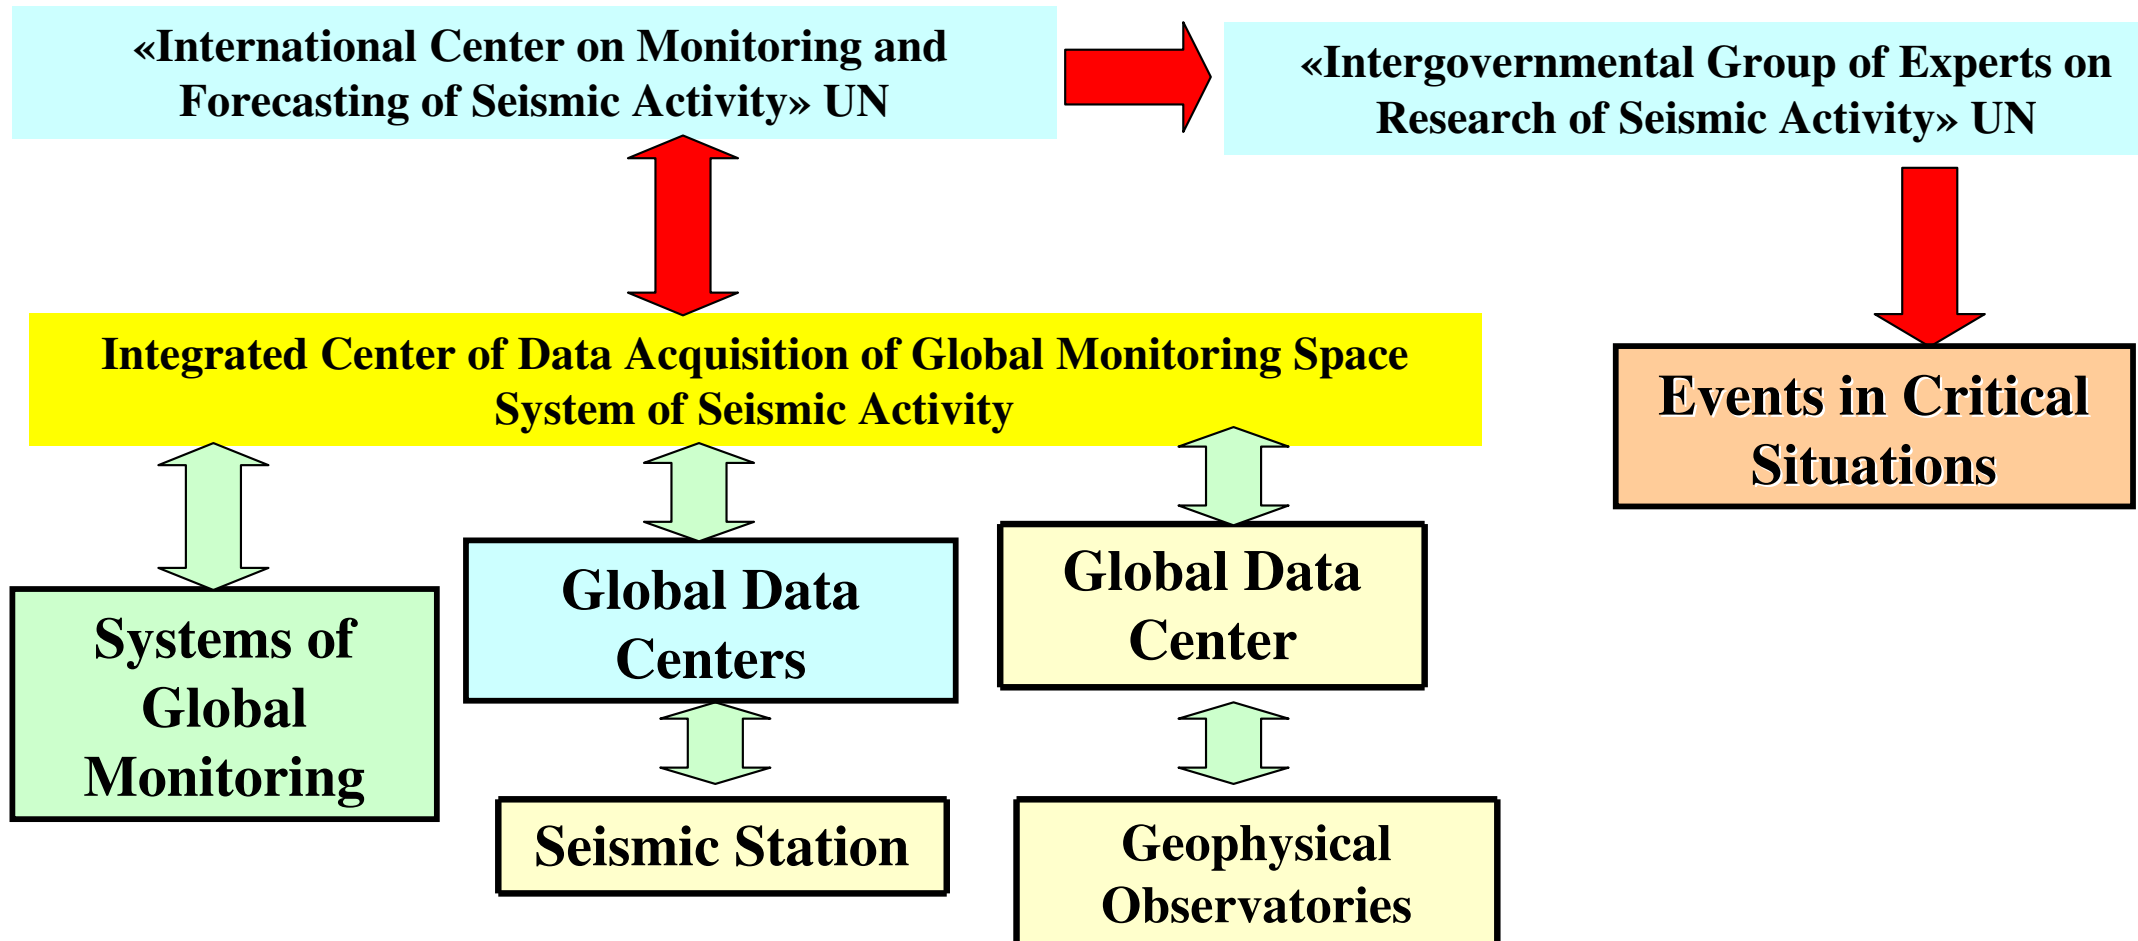 «International Center on Monitoring and
Forecasting of Seismic Activity» UN
«Intergovernmental Group of Experts on
Research of Seismic Activity» UN
Integrated Center of Data Acquisition of Global Monitoring Space
System of Seismic Activity
Events in Critical
Situations
Systems of
Global
Monitoring
Global Data
Centers
Global Data
Center
Seismic Station
Geophysical
Observatories